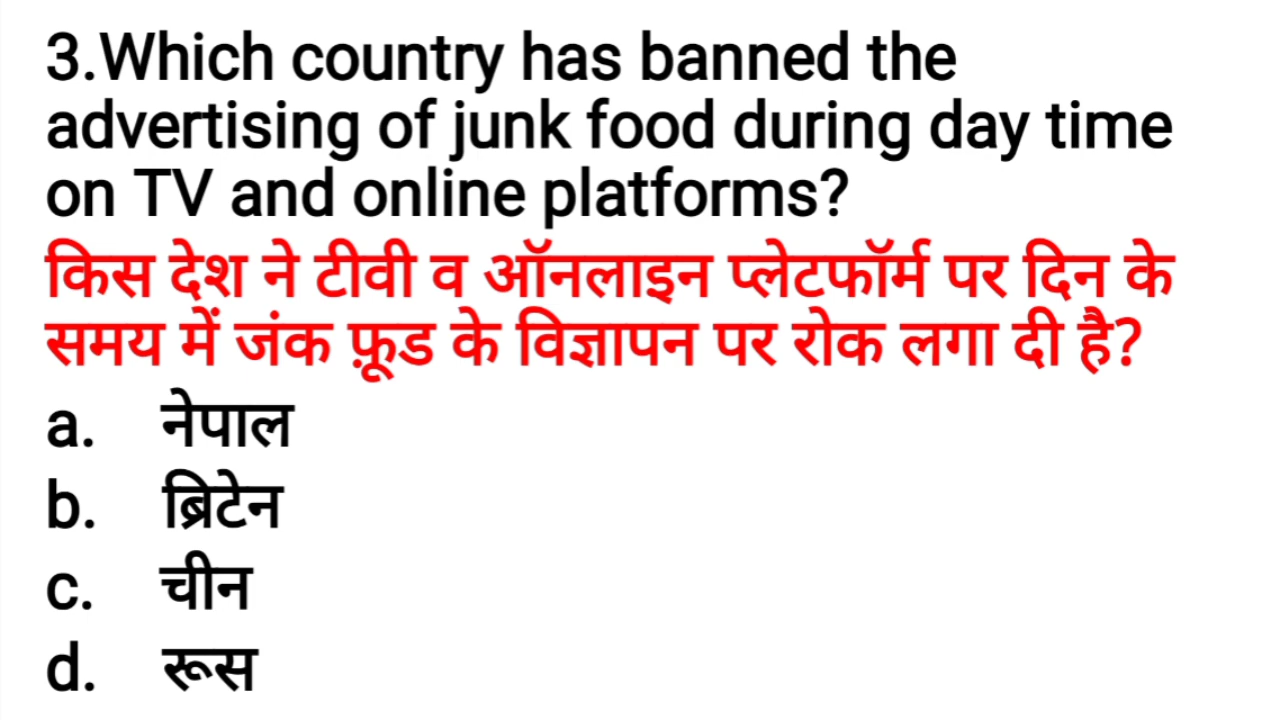 3.Which country has banned the
advertising of junk food during day time
on TV and online platforms?
किस देश ने टीवी व ऑनलाइन प्लेटफॉर्म पर दिन के
समय में जंक फ़ूड के विज्ञापन पर रोक लगा दी है?
a. नेपाल
b. ब्रिटेन
c. चीन
d. रूस